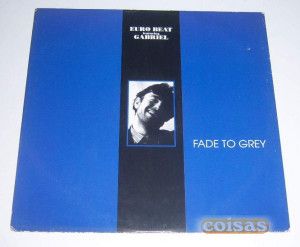 EURO BEAT
GABRIEL
FADE TO GREY
coisas